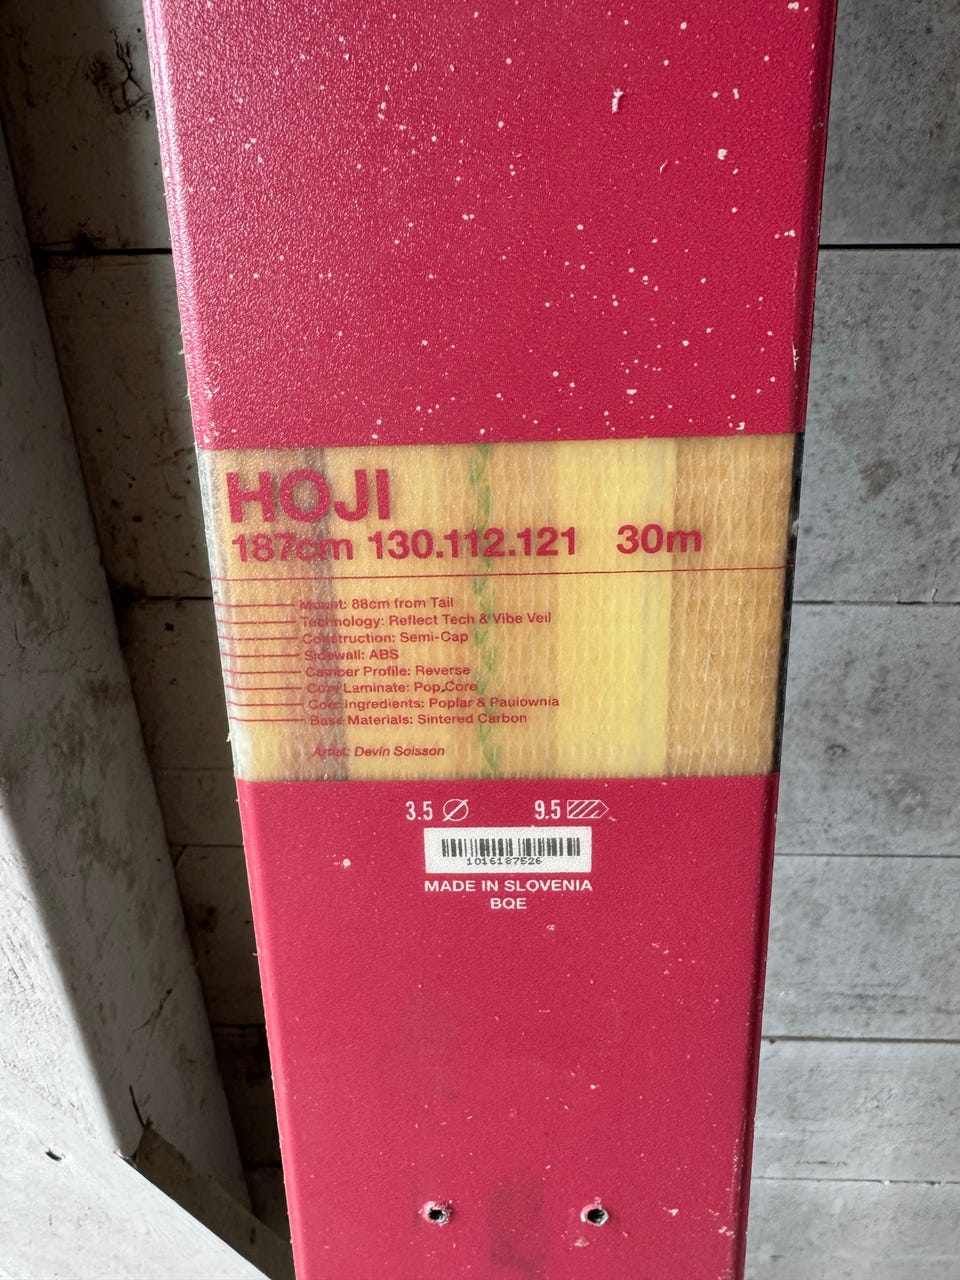 HOJI
187cm 130.112.121 30m
Mount: 88cm from Tail
Technology: Reflect Tech & Vibe Veil
Construction: Semi-Cap
Sidewall: ABS
Camber Profile: Reverse
Core Laminate: Pop Core
Core Ingredients: Poplar & Paulownia
Base Materials: Sintered Carbon
Artist: Devin Soisson
3.5 9.5
1016187526
MADE IN SLOVENIA
BQE